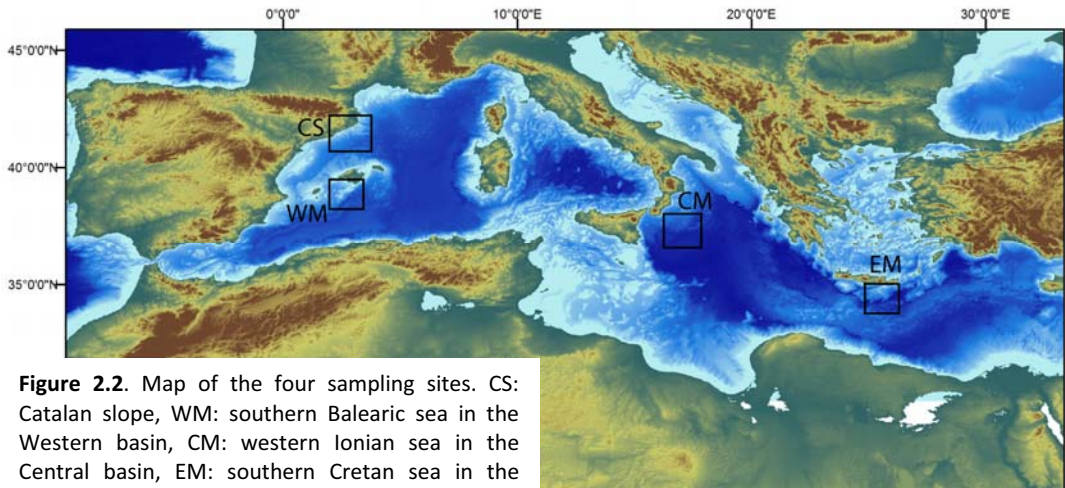 0°0'0" 10°0'0"E 20°0'0"E 30°0'0"E
45°0'0"N
CS
40°0'0"N
WM
CM
EM
35°0'0"N
Figure 2.2. Map of the four sampling sites. CS:
Catalan slope, WM: southern Balearic sea in the
Western basin, CM: western Ionian sea in the
Central basin, EM: southern Cretan sea in the